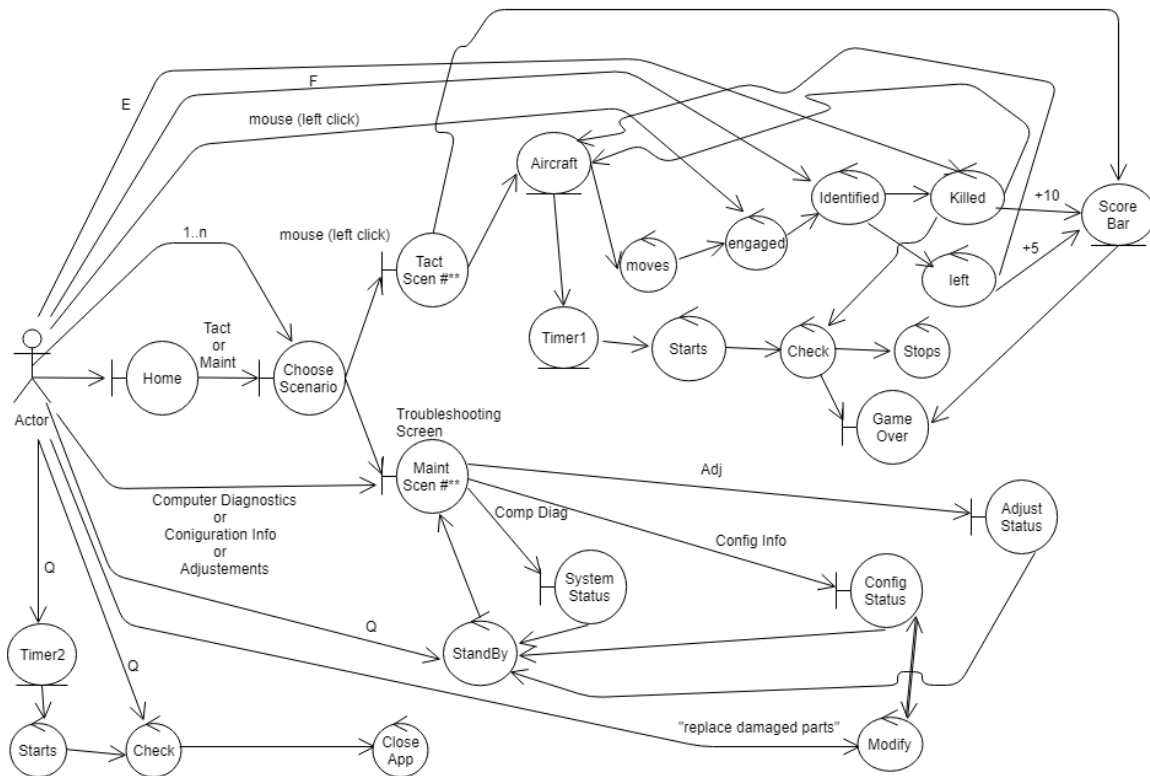 F
E
mouse (left click)
Aircraft
Identified
Killed
+10
Score
Bar
1..n
mouse (left click)
Tact
Scen #**
moves
engaged
left
+5
Timer1
Starts
Check
Stops
Tact
or
Maint
Home
Choose
Scenario
Actor
Game
Over
Troubleshooting
Screen
Maint
Scen #**
Adj
Computer Diagnostics
or
Coniguration Info
or
Adjustements
Comp Diag
Config Info
Adjust
Status
System
Status
Config
Status
Q
Q
StandBy
Timer2
Q
"replace damaged parts"
Starts
Check
Close
App
Modify